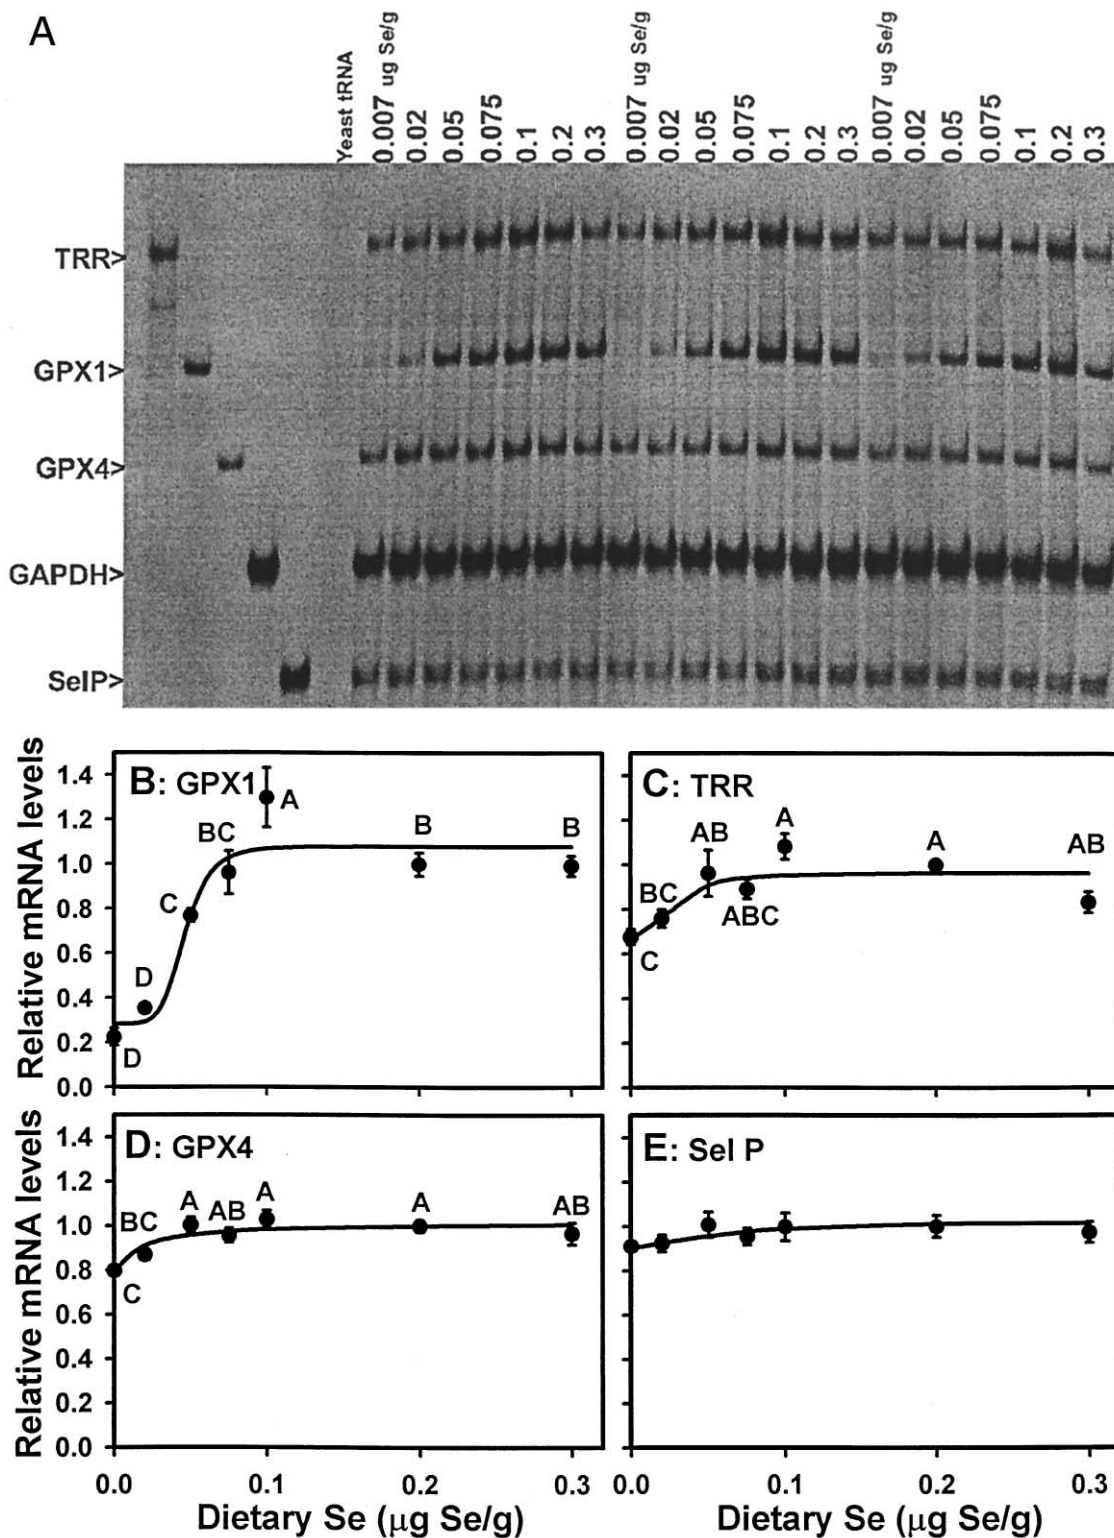 A
Yeast tRNA
0.007 ug Se/g
0.02
0.05
0.075
0.1
0.2
0.3
0.007 ug Se/g
0.02
0.05
0.075
0.1
0.2
0.3
0.007 ug Se/g
0.02
0.05
0.075
0.1
0.2
0.3
TRR>
GPX1>
GPX4>
GAPDH>
SelP>
Relative mRNA levels
1.4
1.2
1.0
0.8
0.6
0.4
0.2
0.0
B: GPX1
D
D
C
BC
A
B
B
C: TRR
C
BC
AB
ABC
A
A
AB
Relative mRNA levels
1.4
1.2
1.0
0.8
0.6
0.4
0.2
0.0
D: GPX4
C
BC
A
AB
A
A
AB
0.0 0.1 0.2 0.3
Dietary Se (μg Se/g)
E: Sel P
0.0 0.1 0.2 0.3
Dietary Se (μg Se/g)